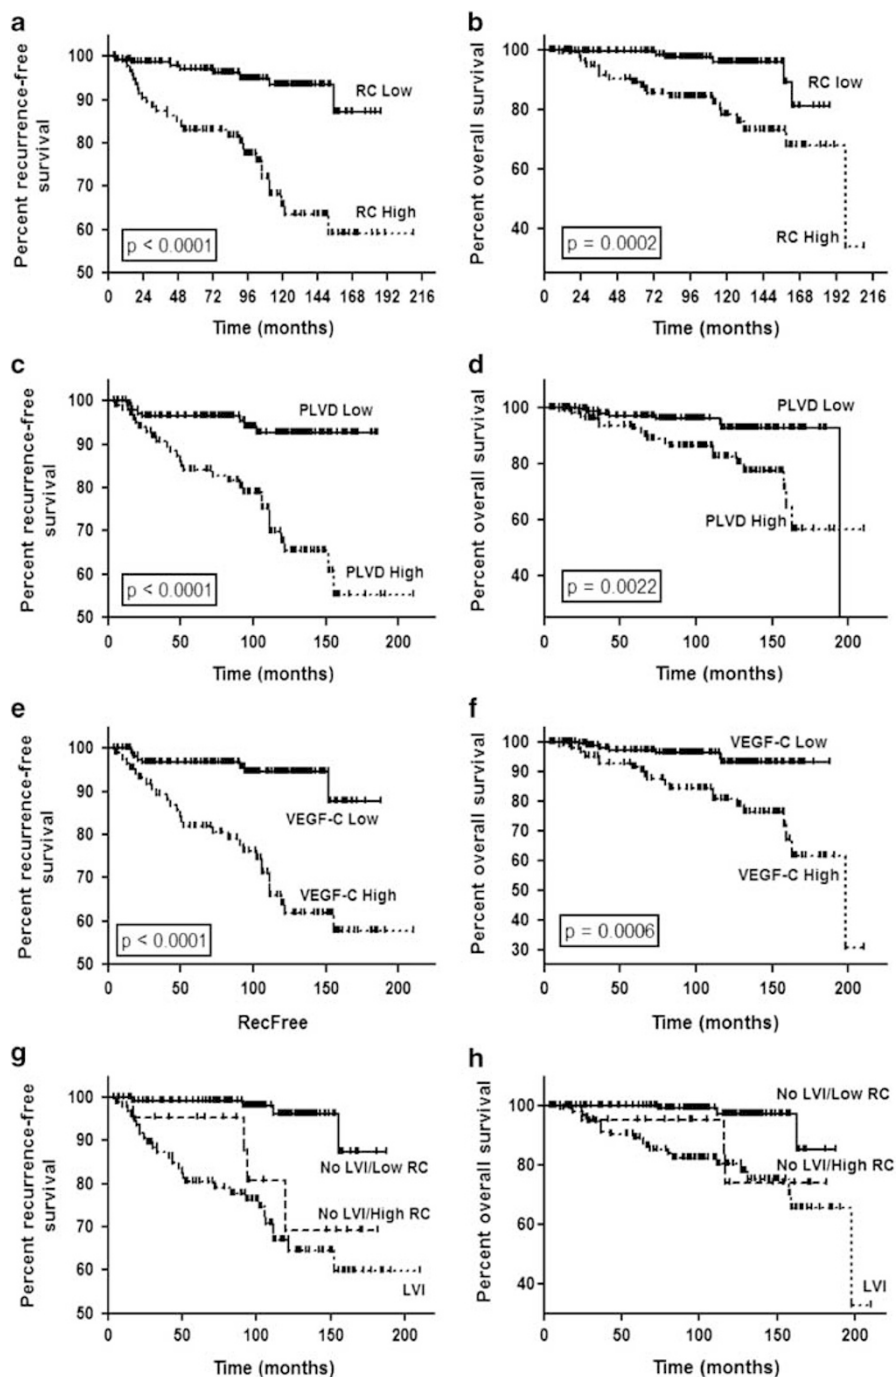 a
Percent recurrence-free
survival
100
90
80
70
60
50
RC Low
RC High
p < 0.0001
0 24 48 72 96 120 144 168 192 216
Time (months)
b
Percent overall survival
100
80
60
40
RC low
RC High
p = 0.0002
0 24 48 72 96 120 144 168 192 216
Time (months)
c
Percent recurrence-free
survival
100
90
80
70
60
50
PLVD Low
PLVD High
p < 0.0001
0 50 100 150 200
Time (months)
d
Percent overall survival
100
80
60
40
PLVD Low
PLVD High
p = 0.0022
0 50 100 150 200
Time (months)
e
Percent recurrence-free
survival
100
90
80
70
60
50
VEGF-C Low
VEGF-C High
p < 0.0001
0 50 100 150 200
RecFree
f
Percent overall survival
100
90
80
70
60
50
40
30
VEGF-C Low
VEGF-C High
p = 0.0006
0 50 100 150 200
Time (months)
g
Percent recurrence-free
survival
100
90
80
70
60
50
No LVI/Low RC
No LVI/High RC
LVI
0 50 100 150 200
Time (months)
h
Percent overall survival
100
80
60
40
No LVI/Low RC
No LVI/High RC
LVI
0 50 100 150 200
Time (months)